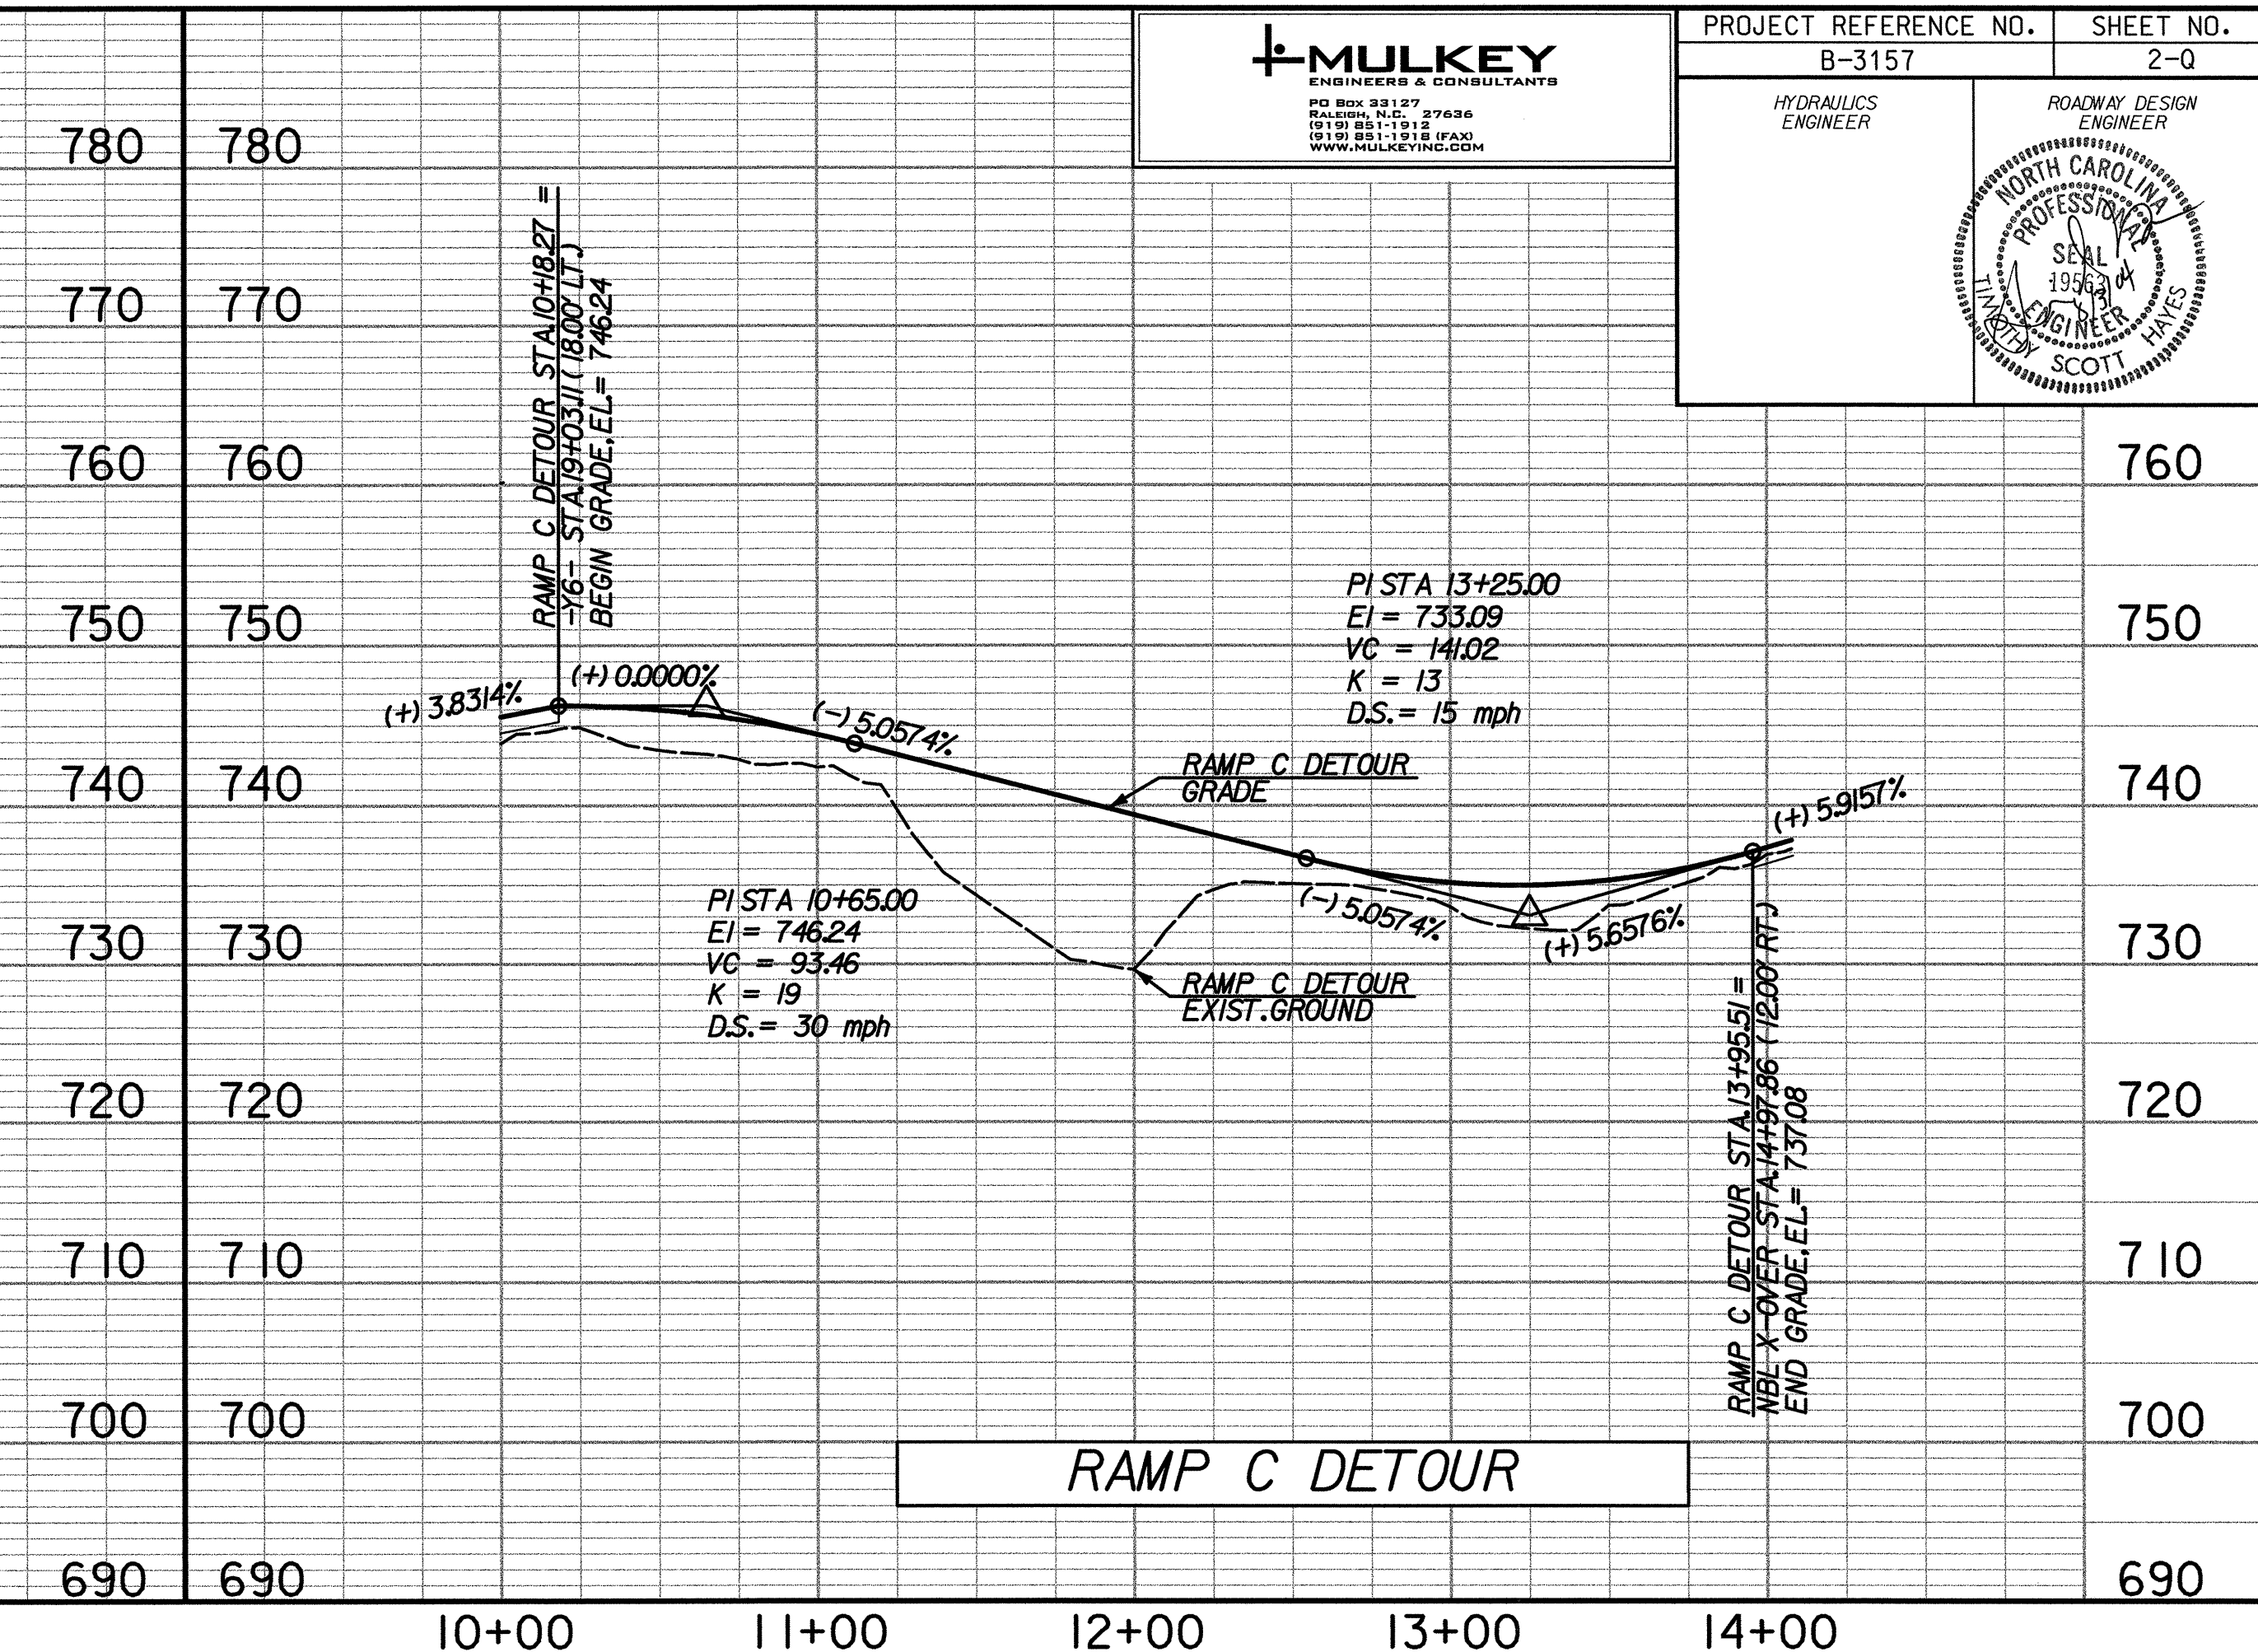 MULKEY
ENGINEERS & CONSULTANTS
PO Box 33127
RALEIGH, N.C. 27636
(919) 851-1912
(919) 851-1918 (FAX)
WWW.MULKEYINC.COM
PROJECT REFERENCE NO.
SHEET NO.
B-3157
2-Q
HYDRAULICS
ENGINEER
ROADWAY DESIGN
ENGINEER
NORTH CAROLINA
PROFESSIONAL
SEAL
19563
ENGINEER
TIMOTHY SCOTT HAYES
780 780
770 770
760 760 760
750 750 750
740 740 740
730 730 730
720 720 720
710 710 710
700 700 700
690 690 690
RAMP C DETOUR STA.10+18.27 =
-Y6- STA.19+03.11 (18.00' LT.)
BEGIN GRADE, EL.= 746.24
(+) 3.8314%
(+) 0.0000%
(-) 5.0574%
PI STA 13+25.00
El = 733.09
VC = 141.02
K = 13
D.S.= 15 mph
RAMP C DETOUR
GRADE
(+) 5.9157%
PI STA 10+65.00
El = 746.24
VC = 93.46
K = 19
D.S.= 30 mph
(-) 5.0574%
(+) 5.6576%
RAMP C DETOUR
EXIST.GROUND
RAMP C DETOUR STA.13+95.51 =
NBL X-OVER STA.14+97.86 (12.00' RT.)
END GRADE, EL.= 737.08
RAMP C DETOUR
10+00 11+00 12+00 13+00 14+00